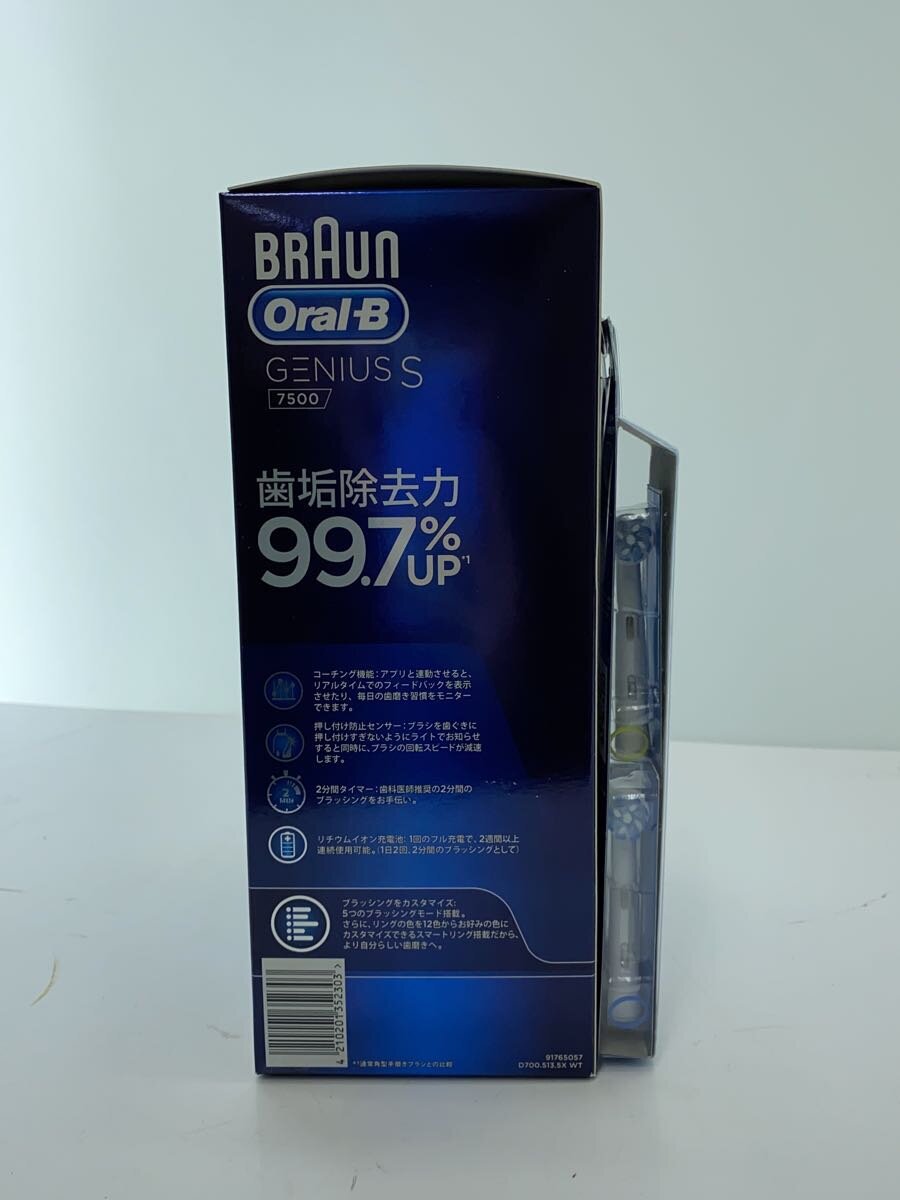 BRAUN
Oral-B
GENIUS S
7500
歯垢除去力
99.7%
UP*1
コーチング機能:アプリと連動させると、
リアルタイムでのフィードバックを表示
させたり、毎日の歯磨き習慣をモニター
できます。
押し付け防止センサー:ブラシを歯ぐきに
押し付けすぎないようにライトでお知らせ
すると同時に、ブラシの回転スピードが減速
します。
2
MIN
2分間タイマー:歯科医師推奨の2分間の
ブラッシングをお手伝い。
リチウムイオン充電池:1回のフル充電で、2週間以上
連続使用可能。(1日2回、2分間のブラッシングとして)
ブラッシングをカスタマイズ:
5つのブラッシングモード搭載。
さらに、リングの色を12色からお好みの色に
カスタマイズできるスマートリング搭載だから、
より自分らしい歯磨きへ。
4 210201 352303 >
*1通常角型手磨きブラシとの比較
91765057
D700.513.5X WT